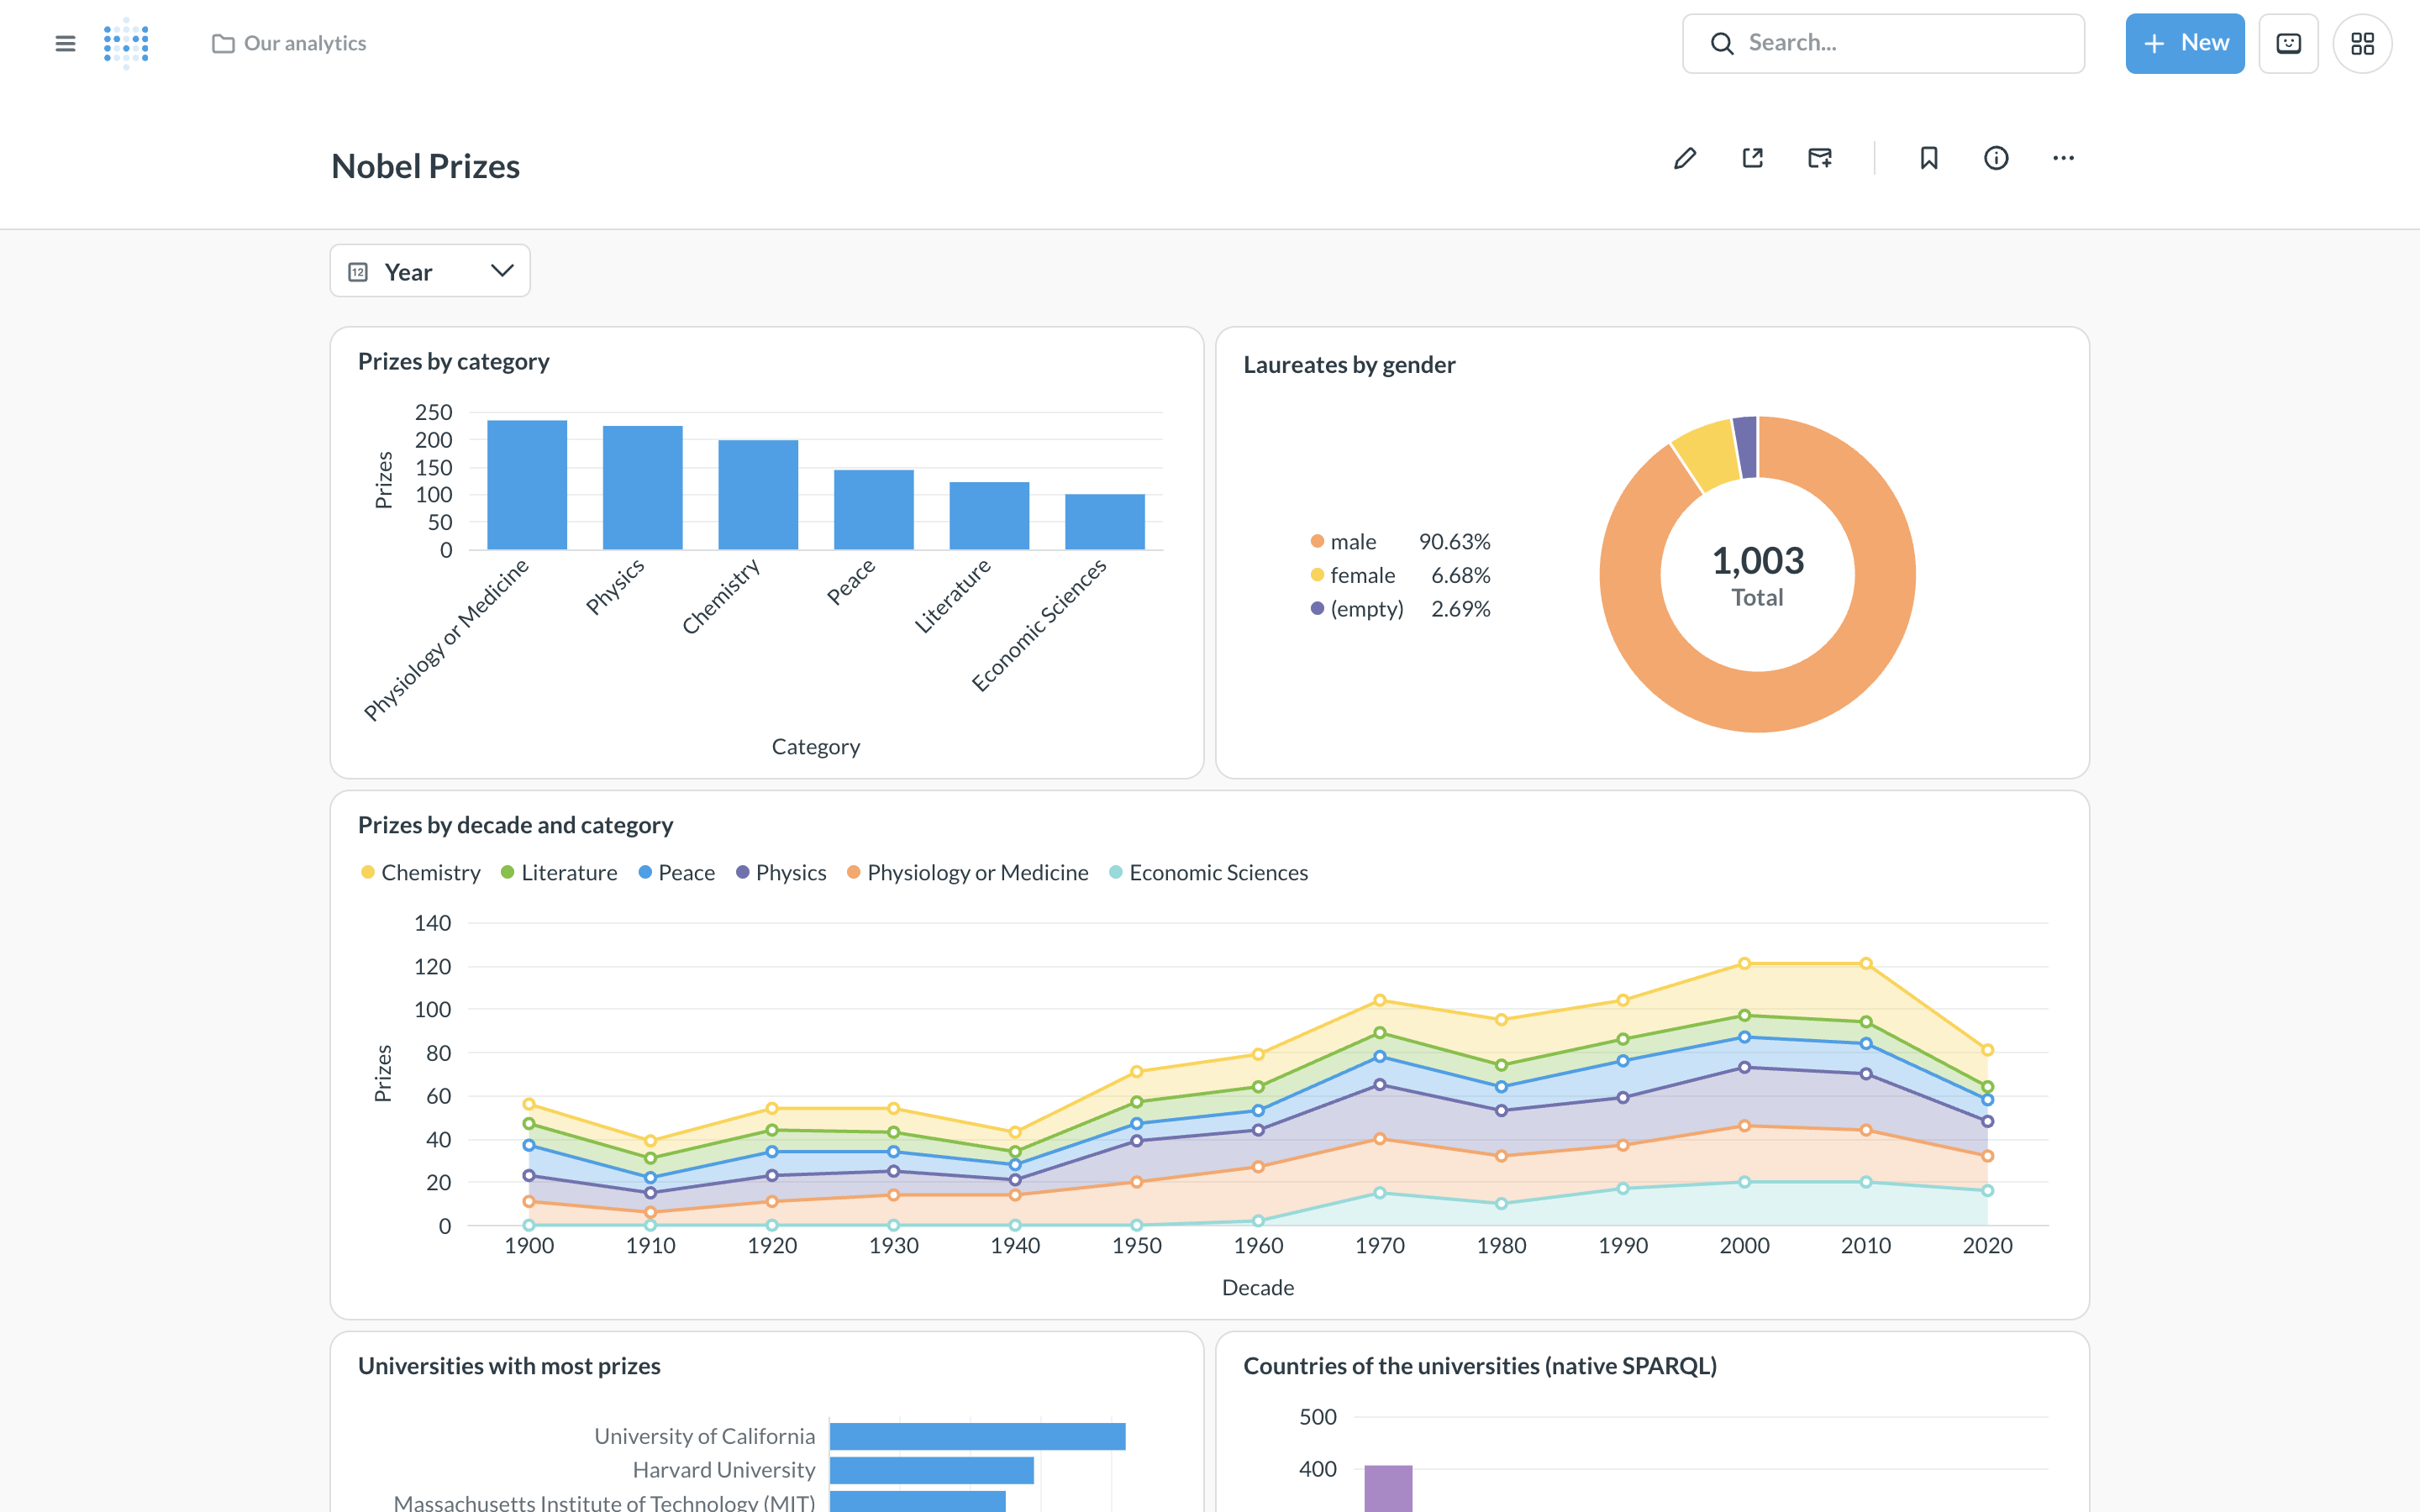 Our analytics
Search...
New
Nobel Prizes
12 Year
Prizes by category
250
200
150
100
50
0
Prizes
Physiology or Medicine
Physics
Chemistry
Peace
Literature
Economic Sciences
Category
Laureates by gender
male 90.63%
female 6.68%
(empty) 2.69%
1,003
Total
Prizes by decade and category
Chemistry Literature Peace Physics Physiology or Medicine Economic Sciences
140
120
100
80
60
40
20
0
Prizes
1900 1910 1920 1930 1940 1950 1960 1970 1980 1990 2000 2010 2020
Decade
Universities with most prizes
University of California
Harvard University
Massachusetts Institute of Technology (MIT)
Countries of the universities (native SPARQL)
500
400